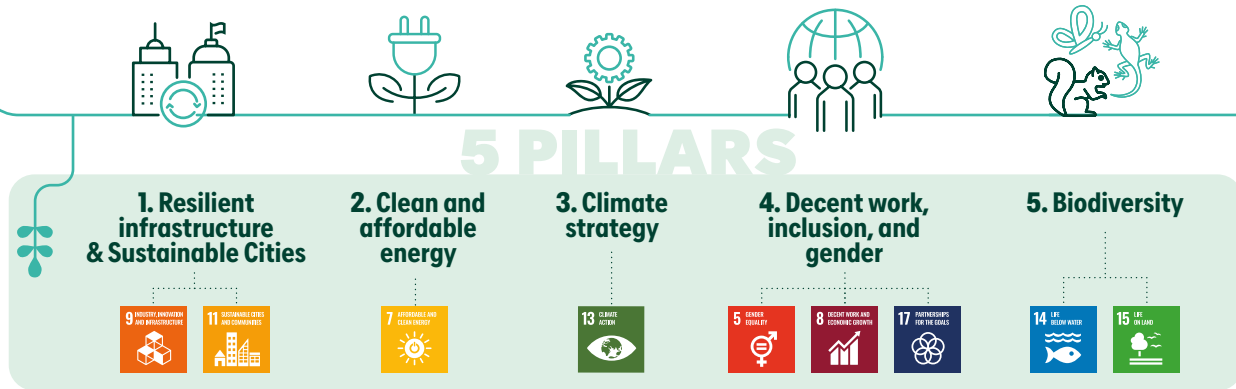 5 PILLARS
1. Resilient
infrastructure
& Sustainable Cities
2. Clean and
affordable
energy
3. Climate
strategy
4. Decent work,
inclusion, and
gender
5. Biodiversity
9 INDUSTRY, INNOVATION
AND INFRASTRUCTURE
11 SUSTAINABLE CITIES
AND COMMUNITIES
7 AFFORDABLE AND
CLEAN ENERGY
13 CLIMATE
ACTION
5 GENDER
EQUALITY
8 DECENT WORK AND
ECONOMIC GROWTH
17 PARTNERSHIPS
FOR THE GOALS
14 LIFE
BELOW WATER
15 LIFE
ON LAND